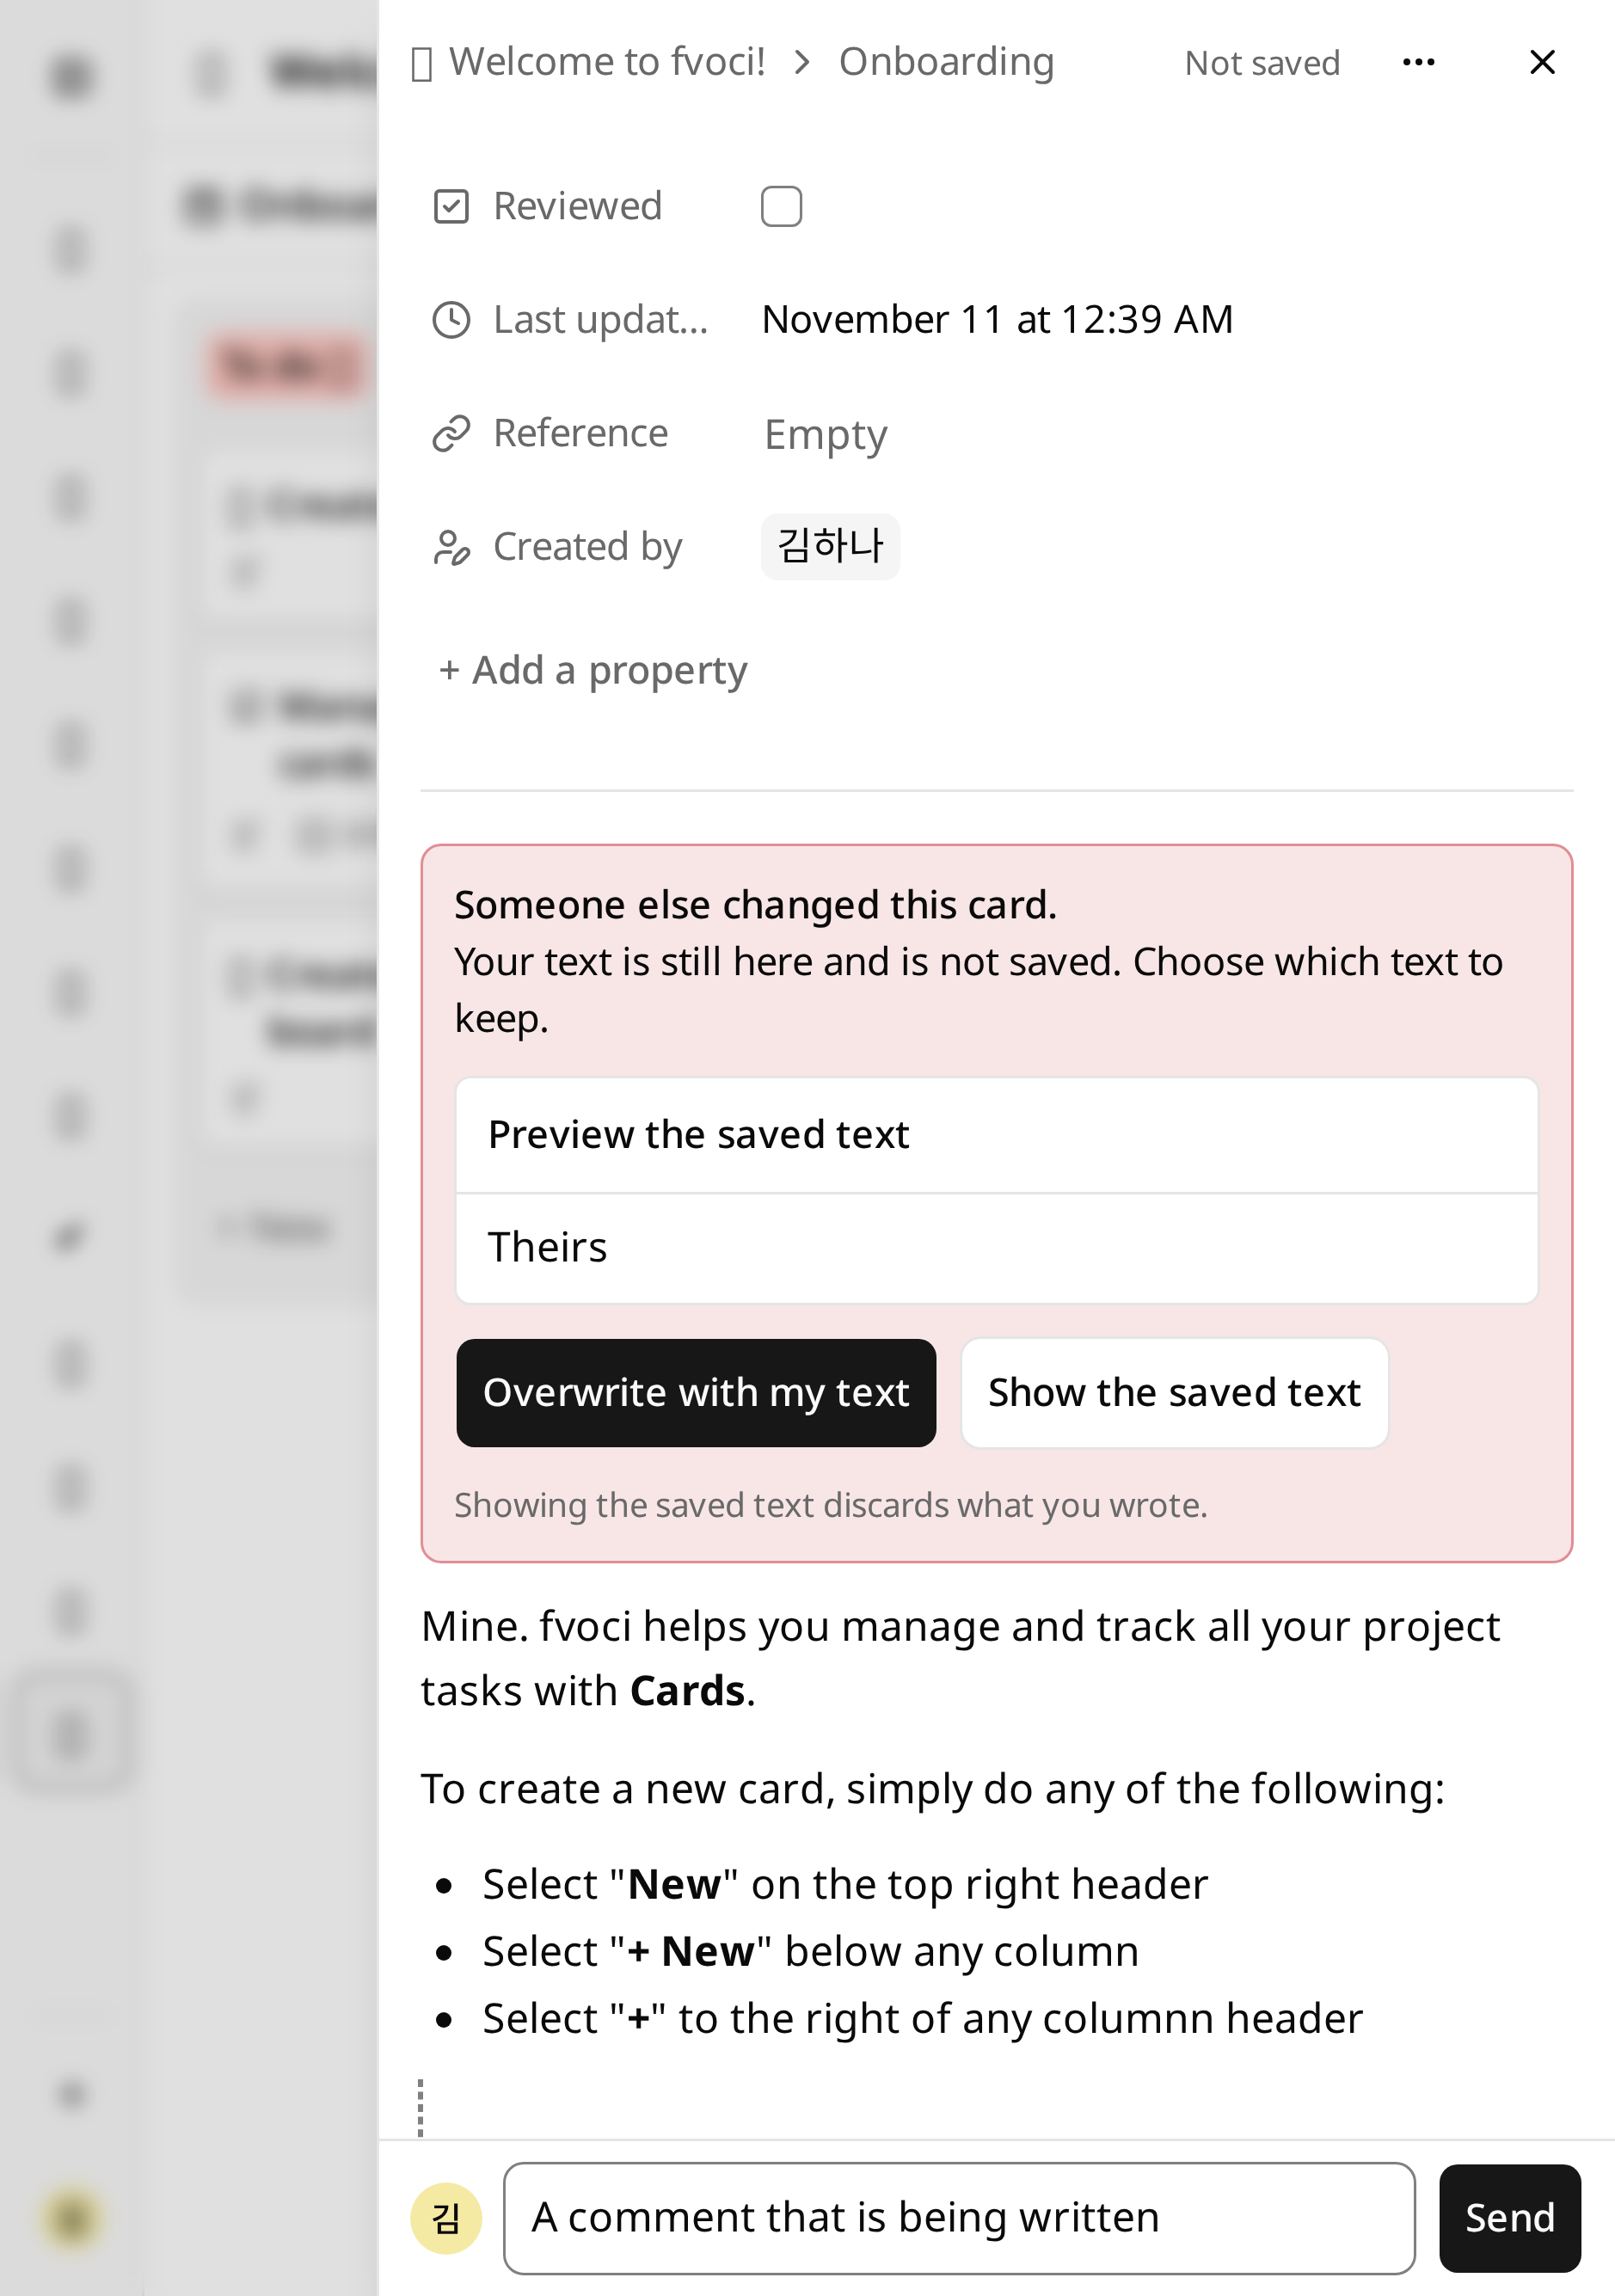 Welcome to fvoci! > Onboarding Not saved
Reviewed
Last updat... November 11 at 12:39 AM
Reference Empty
Created by 김하나
+ Add a property
Someone else changed this card.
Your text is still here and is not saved. Choose which text to
keep.
Preview the saved text
Theirs
Overwrite with my text Show the saved text
Showing the saved text discards what you wrote.
Mine. fvoci helps you manage and track all your project
tasks with Cards.
To create a new card, simply do any of the following:
• Select "New" on the top right header
• Select "+ New" below any column
• Select "+" to the right of any columnn header
김 A comment that is being written Send
To do
+ New